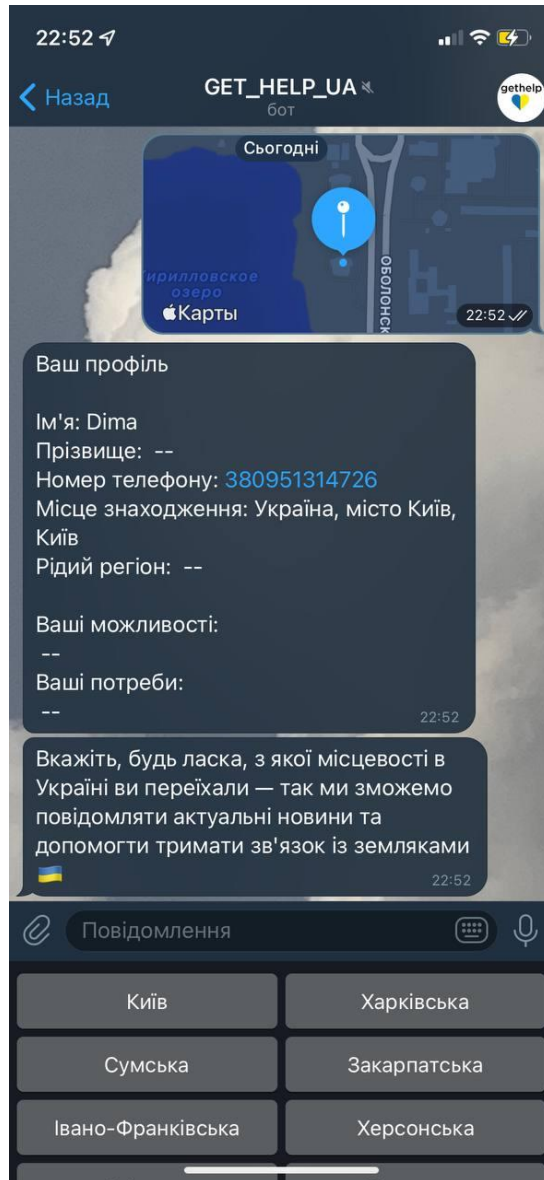 22:52
Назад
GET_HELP_UA
бот
gethelp
Сьогодні
Кирилловское
озеро
ОБОЛОНСК
Карты
22:52
Ваш профіль
Ім'я: Dima
Прізвище: --
Номер телефону: 380951314726
Місце знаходження: Україна, місто Київ,
Київ
Рідий регіон: --
Ваші можливості:
--
Ваші потреби:
--
22:52
Вкажіть, будь ласка, з якої місцевості в
Україні ви переїхали — так ми зможемо
повідомляти актуальні новини та
допомогти тримати зв'язок із земляками
🇺🇦
22:52
Повідомлення
Київ
Харківська
Сумська
Закарпатська
Івано-Франківська
Херсонська